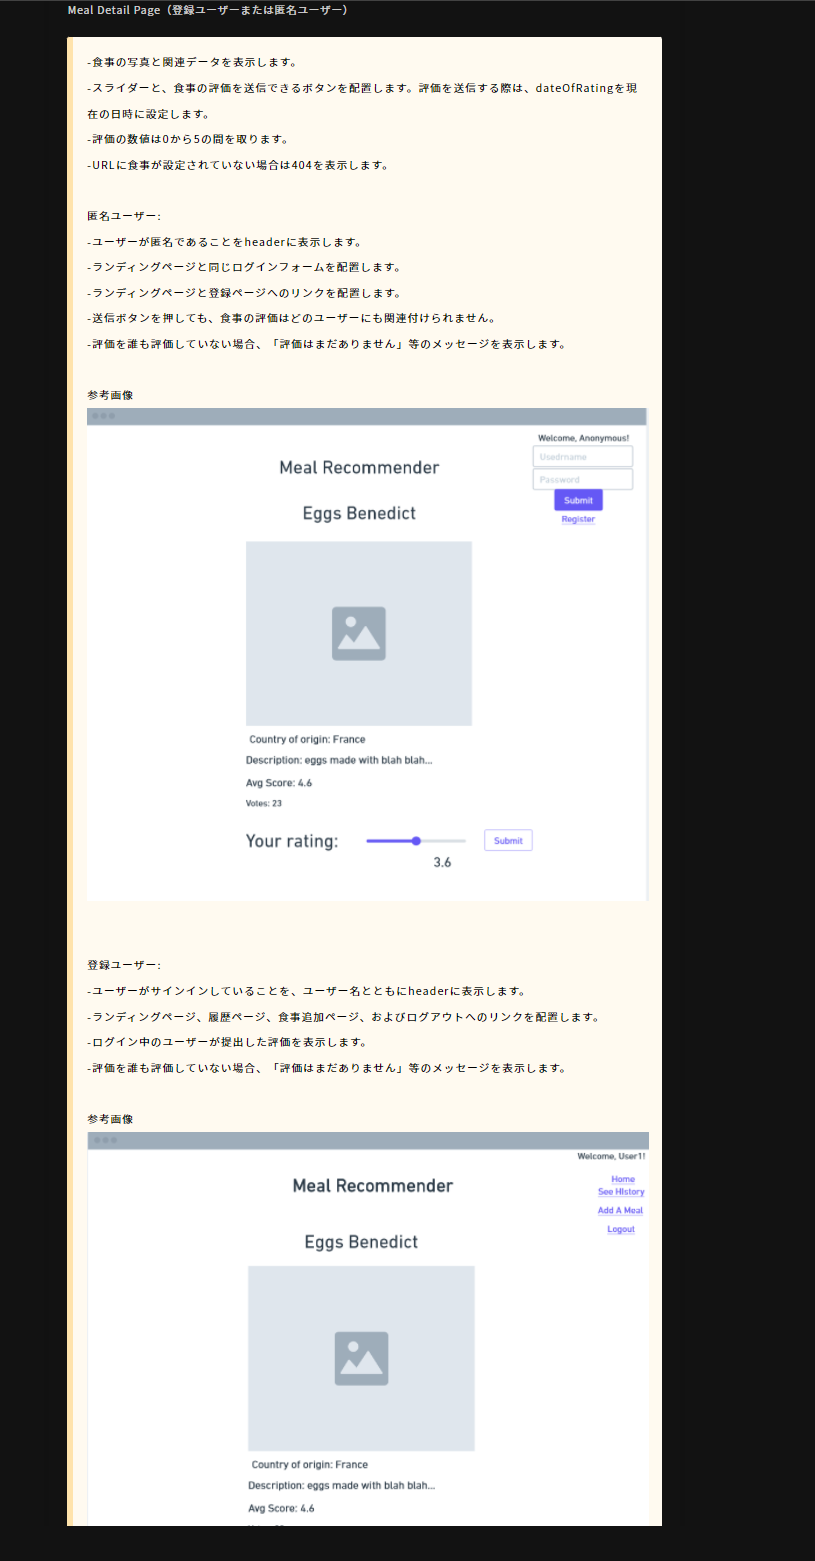 Meal Detail Page（登録ユーザーまたは匿名ユーザー）
-食事の写真と関連データを表示します。
-スライダーと、食事の評価を送信できるボタンを配置します。評価を送信する際は、dateOfRatingを現
在の日時に設定します。
-評価の数値は0から5の間を取ります。
-URLに食事が設定されていない場合は404を表示します。
匿名ユーザー:
-ユーザーが匿名であることをheaderに表示します。
-ランディングページと同じログインフォームを配置します。
-ランディングページと登録ページへのリンクを配置します。
-送信ボタンを押しても、食事の評価はどのユーザーにも関連付けられません。
-評価を誰も評価していない場合、「評価はまだありません」等のメッセージを表示します。
参考画像
Welcome, Anonymous!
Usedrname
Password
Submit
Register
Meal Recommender
Eggs Benedict
Country of origin: France
Description: eggs made with blah blah...
Avg Score: 4.6
Votes: 23
Your rating:
Submit
3.6
登録ユーザー:
-ユーザーがサインインしていることを、ユーザー名とともにheaderに表示します。
-ランディングページ、履歴ページ、食事追加ページ、およびログアウトへのリンクを配置します。
-ログイン中のユーザーが提出した評価を表示します。
-評価を誰も評価していない場合、「評価はまだありません」等のメッセージを表示します。
参考画像
Welcome, User1!
Home
See HIstory
Add A Meal
Logout
Meal Recommender
Eggs Benedict
Country of origin: France
Description: eggs made with blah blah...
Avg Score: 4.6